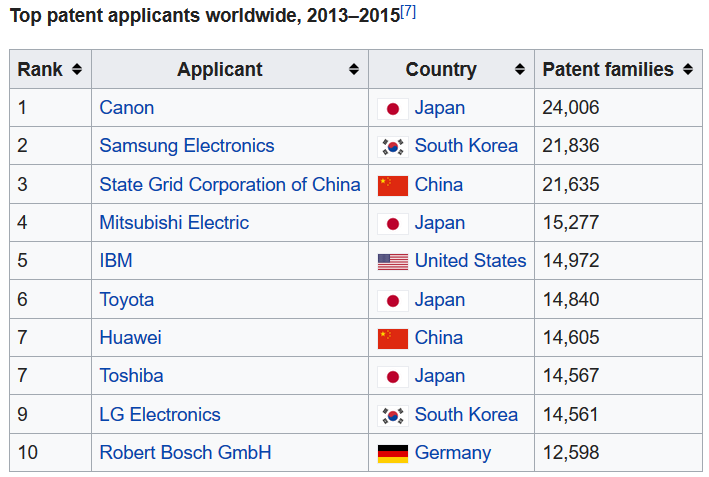 Top patent applicants worldwide, 2013–2015[7]
Rank Applicant Country Patent families
1 Canon Japan 24,006
2 Samsung Electronics South Korea 21,836
3 State Grid Corporation of China China 21,635
4 Mitsubishi Electric Japan 15,277
5 IBM United States 14,972
6 Toyota Japan 14,840
7 Huawei China 14,605
7 Toshiba Japan 14,567
9 LG Electronics South Korea 14,561
10 Robert Bosch GmbH Germany 12,598